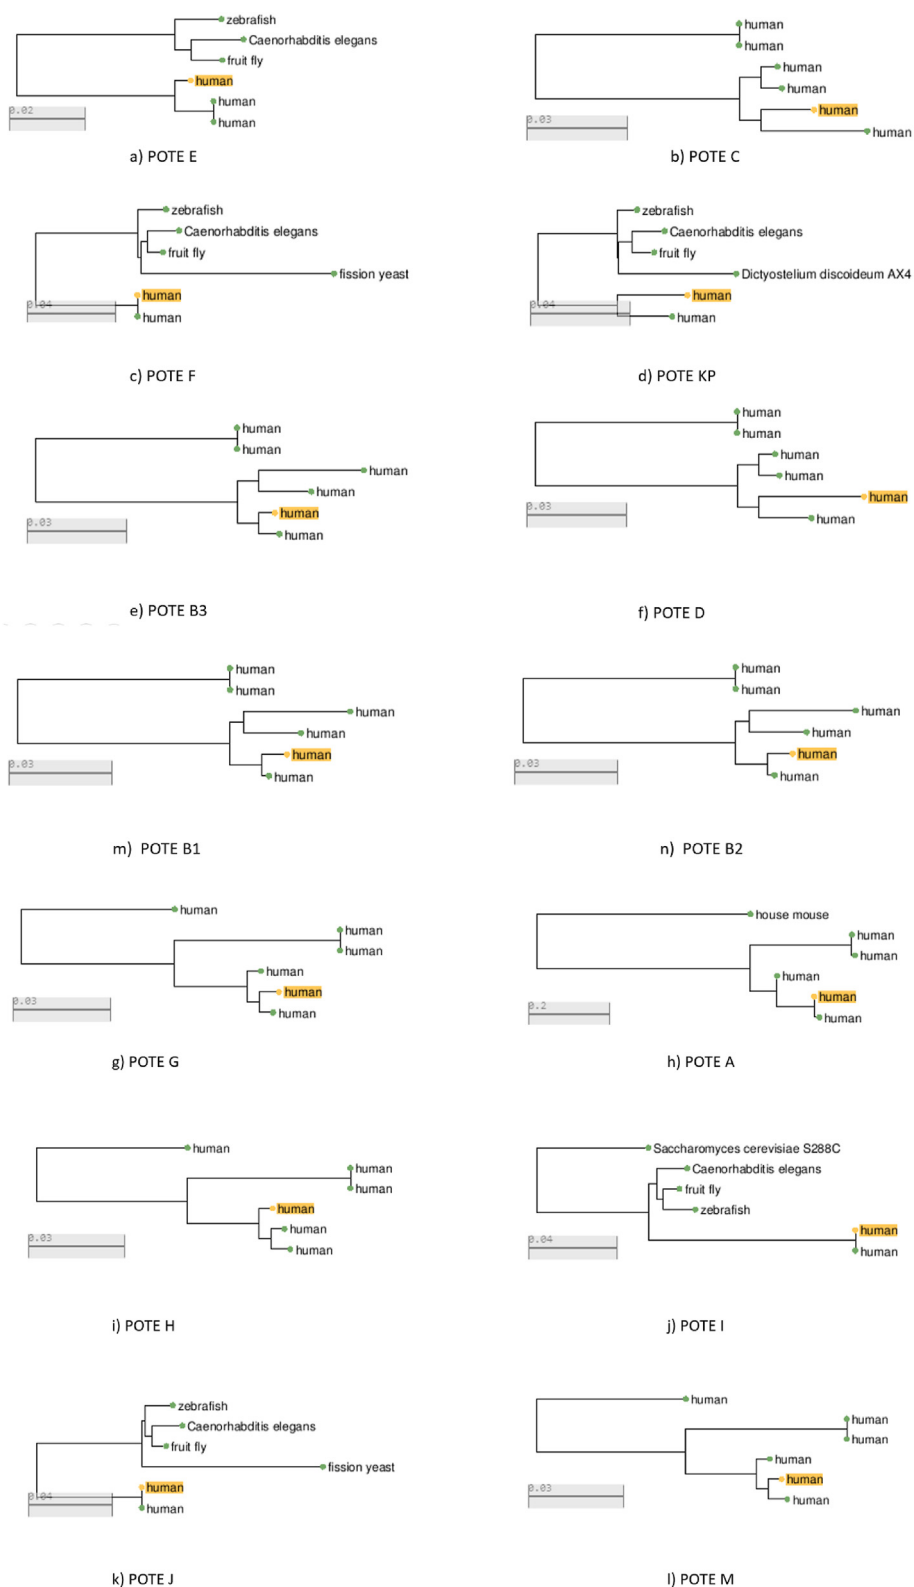 zebrafish
Caenorhabditis elegans
fruit fly
human
human
human
0.02
a) POTE E
human
human
human
human
human
human
0.03
b) POTE C
zebrafish
Caenorhabditis elegans
fruit fly
fission yeast
human
human
0.04
c) POTE F
zebrafish
Caenorhabditis elegans
fruit fly
Dictyostelium discoideum AX4
human
human
0.04
d) POTE KP
human
human
human
human
human
human
0.03
e) POTE B3
human
human
human
human
human
human
0.03
f) POTE D
human
human
human
human
human
human
0.03
m) POTE B1
human
human
human
human
human
human
0.03
n) POTE B2
human
human
human
human
human
human
0.03
g) POTE G
house mouse
human
human
human
human
human
0.2
h) POTE A
human
human
human
human
human
human
0.03
i) POTE H
Saccharomyces cerevisiae S288C
Caenorhabditis elegans
fruit fly
zebrafish
human
human
0.04
j) POTE I
zebrafish
Caenorhabditis elegans
fruit fly
fission yeast
human
human
0.04
k) POTE J
human
human
human
human
human
human
0.03
l) POTE M